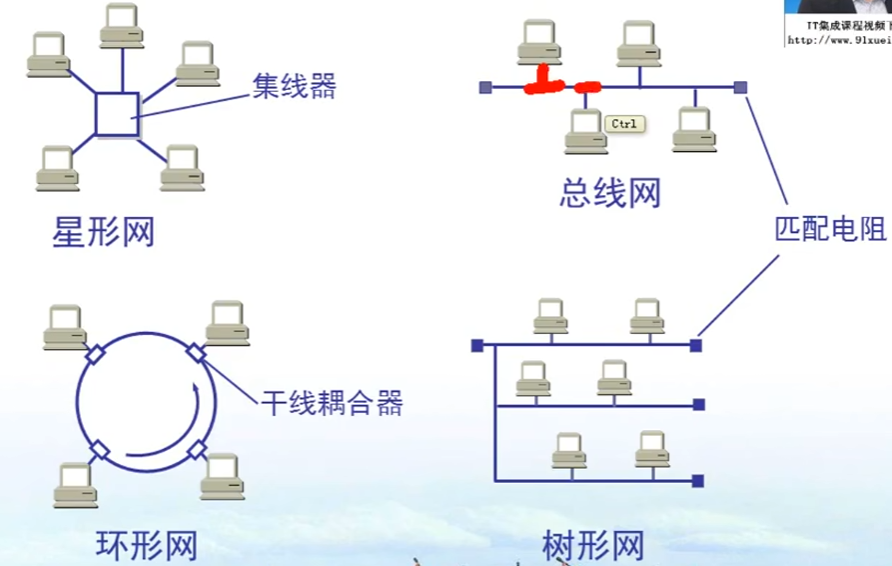 IT集成课程视频
http://www.91xuei
集线器
Ctrl
星形网
总线网
匹配电阻
干线耦合器
环形网
树形网